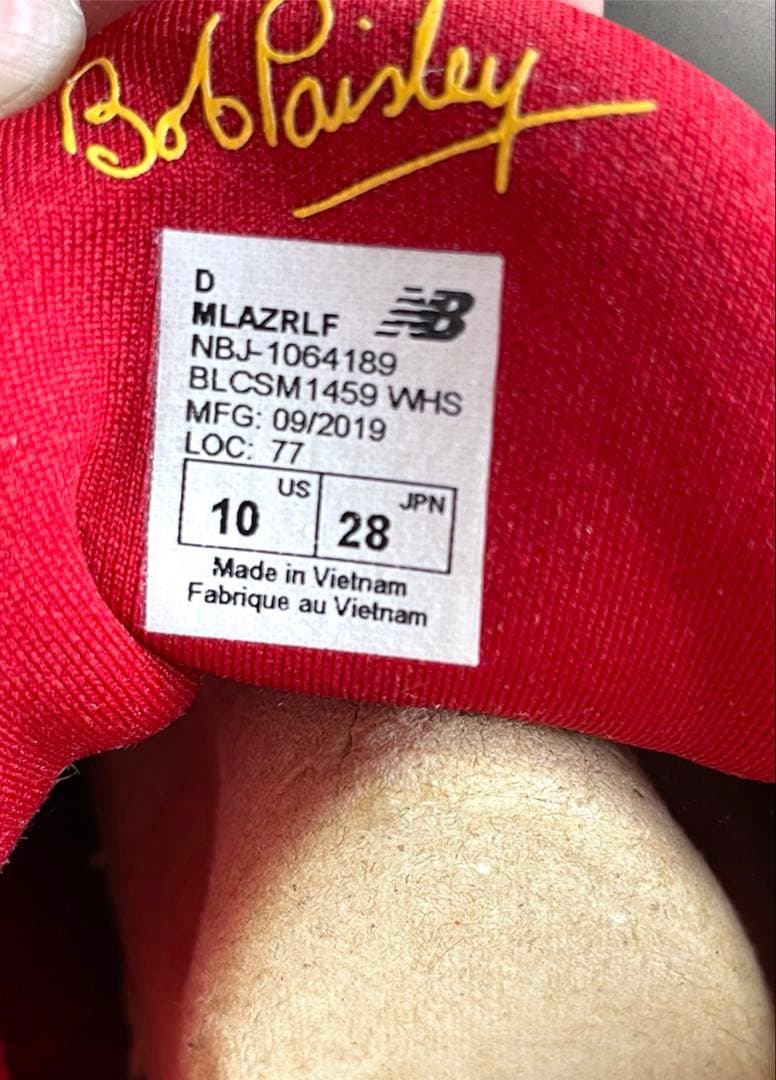 Bob Paisley
D
MLAZRLF NB
NBJ-1064189
BLCSM1459 WHS
MFG: 09/2019
LOC: 77
10 US 28 JPN
Made in Vietnam
Fabrique au Vietnam